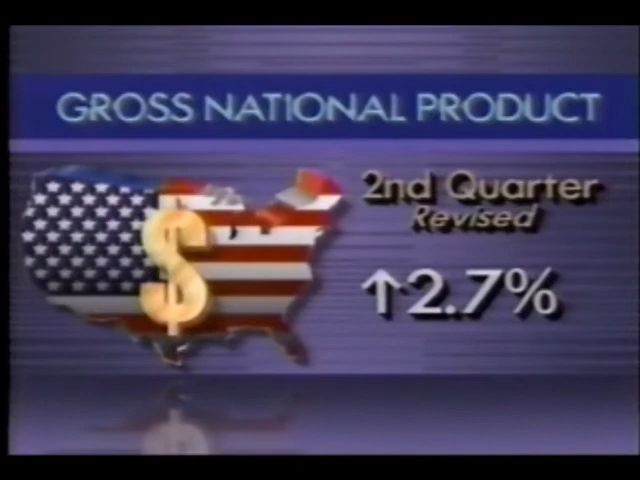 GROSS NATIONAL PRODUCT
2nd Quarter
Revised
↑2.7%
$